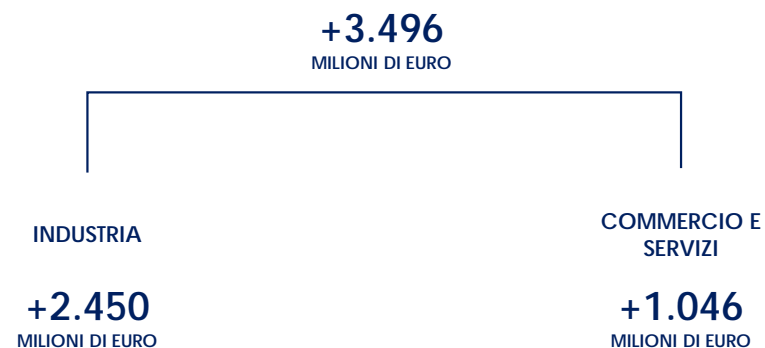 +3.496
MILIONI DI EURO
INDUSTRIA
+2.450
MILIONI DI EURO
COMMERCIO E
SERVIZI
+1.046
MILIONI DI EURO